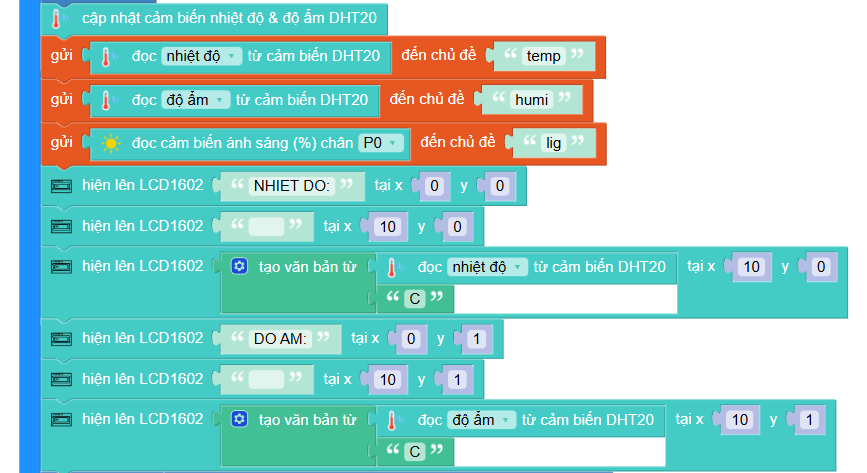 cập nhật cảm biến nhiệt độ & độ ẩm DHT20
gửi đọc nhiệt độ từ cảm biến DHT20 đến chủ đề “ temp ”
gửi đọc độ ẩm từ cảm biến DHT20 đến chủ đề “ humi ”
gửi đọc cảm biến ánh sáng (%) chân P0 đến chủ đề “ lig ”
hiện lên LCD1602 “ NHIET DO: ” tại x 0 y 0
hiện lên LCD1602 “ ” tại x 10 y 0
hiện lên LCD1602 tạo văn bản từ đọc nhiệt độ từ cảm biến DHT20 tại x 10 y 0
“ C ”
hiện lên LCD1602 “ DO AM: ” tại x 0 y 1
hiện lên LCD1602 “ ” tại x 10 y 1
hiện lên LCD1602 tạo văn bản từ đọc độ ẩm từ cảm biến DHT20 tại x 10 y 1
“ C ”